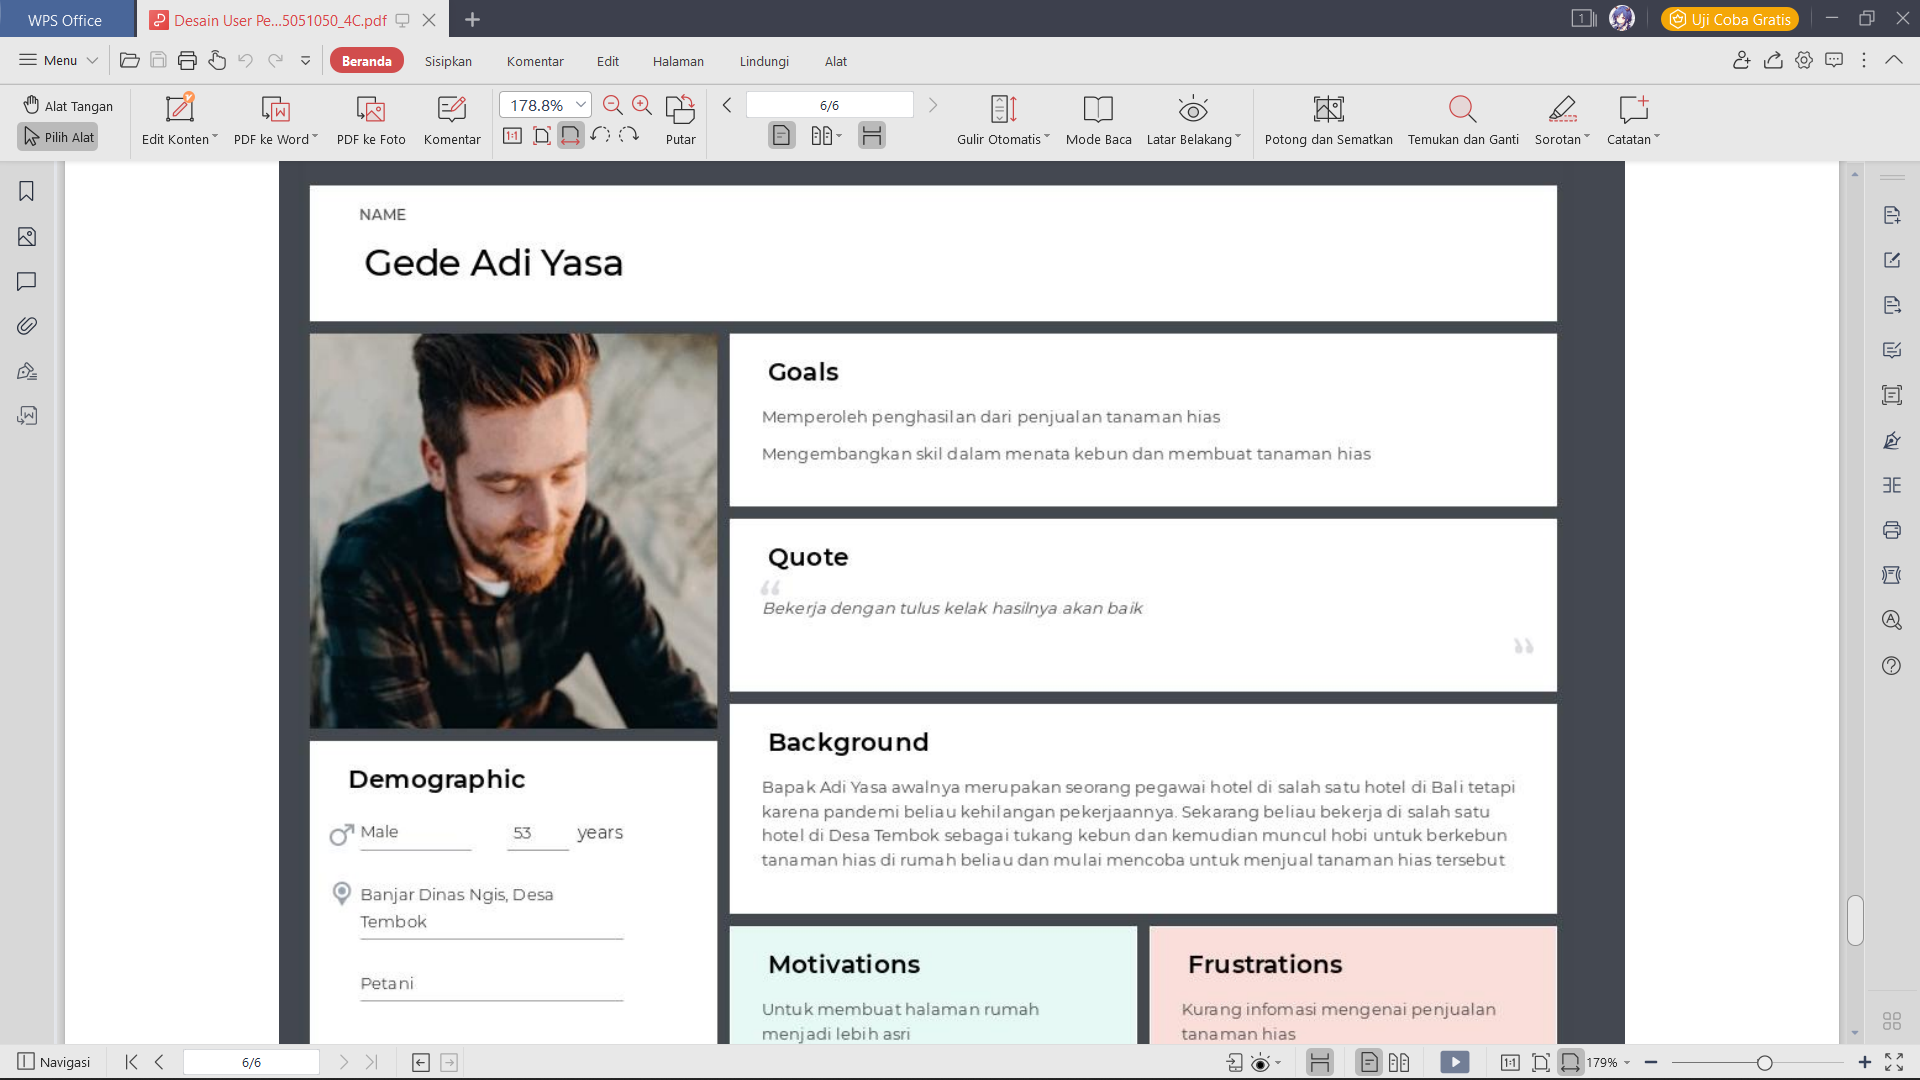 WPS Office
Desain User Pe...5051050_4C.pdf
1
Uji Coba Gratis
Menu
Beranda
Sisipkan
Komentar
Edit
Halaman
Lindungi
Alat
Alat Tangan
Pilih Alat
Edit Konten
PDF ke Word
PDF ke Foto
Komentar
178.8%
1:1
Putar
6/6
Gulir Otomatis
Mode Baca
Latar Belakang
Potong dan Sematkan
Temukan dan Ganti
Sorotan
Catatan
NAME
Gede Adi Yasa
Goals
Memperoleh penghasilan dari penjualan tanaman hias
Mengembangkan skil dalam menata kebun dan membuat tanaman hias
Quote
“
Bekerja dengan tulus kelak hasilnya akan baik
”
Background
Bapak Adi Yasa awalnya merupakan seorang pegawai hotel di salah satu hotel di Bali tetapi
karena pandemi beliau kehilangan pekerjaannya. Sekarang beliau bekerja di salah satu
hotel di Desa Tembok sebagai tukang kebun dan kemudian muncul hobi untuk berkebun
tanaman hias di rumah beliau dan mulai mencoba untuk menjual tanaman hias tersebut
Demographic
Male 53 years
Banjar Dinas Ngis, Desa
Tembok
Petani
Motivations
Untuk membuat halaman rumah
menjadi lebih asri
Frustrations
Kurang infomasi mengenai penjualan
tanaman hias
Navigasi
6/6
1:1
179%